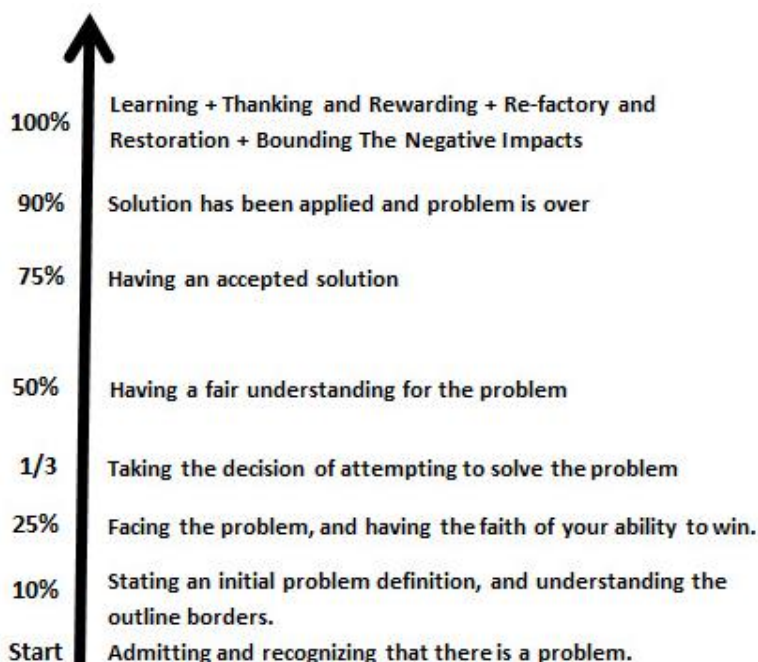 100% Learning + Thanking and Rewarding + Re-factory and
Restoration + Bounding The Negative Impacts
90% Solution has been applied and problem is over
75% Having an accepted solution
50% Having a fair understanding for the problem
1/3 Taking the decision of attempting to solve the problem
25% Facing the problem, and having the faith of your ability to win.
10% Stating an initial problem definition, and understanding the
outline borders.
Start Admitting and recognizing that there is a problem.